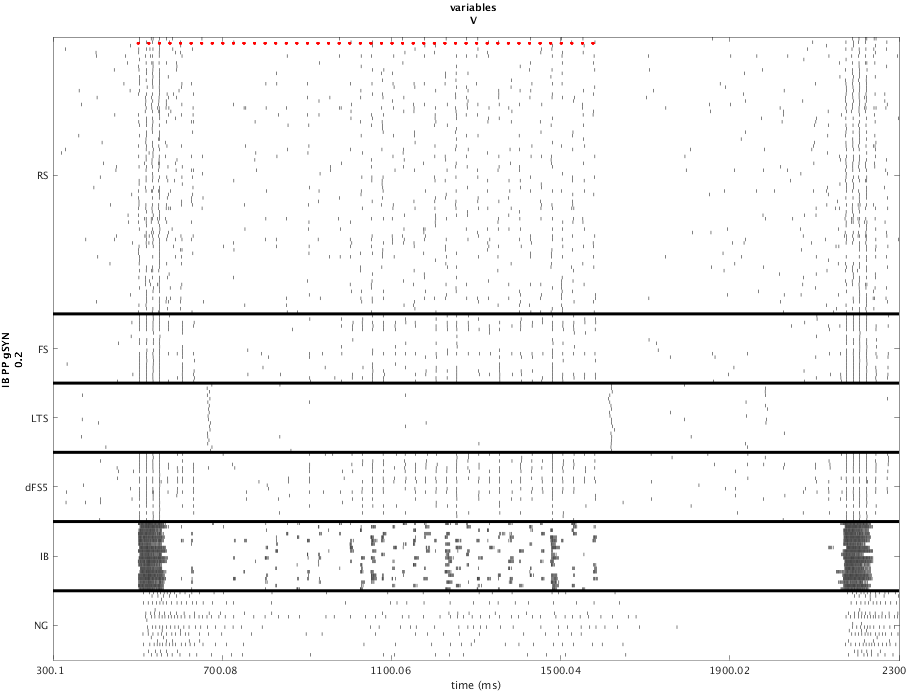 variables
V
RS
FS
LTS
dFS5
IB
NG
IB PP gSYN
0.2
300.1
700.08
1100.06
1500.04
1900.02
2300
time (ms)